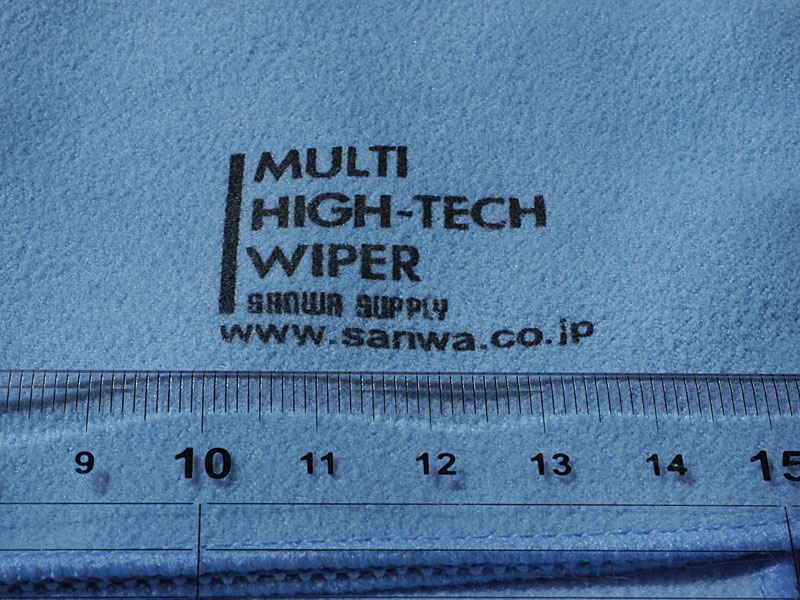 MULTI
HIGH-TECH
WIPER
SANWA SUPPLY
www.sanwa.co.jp
9 10 11 12 13 14 15